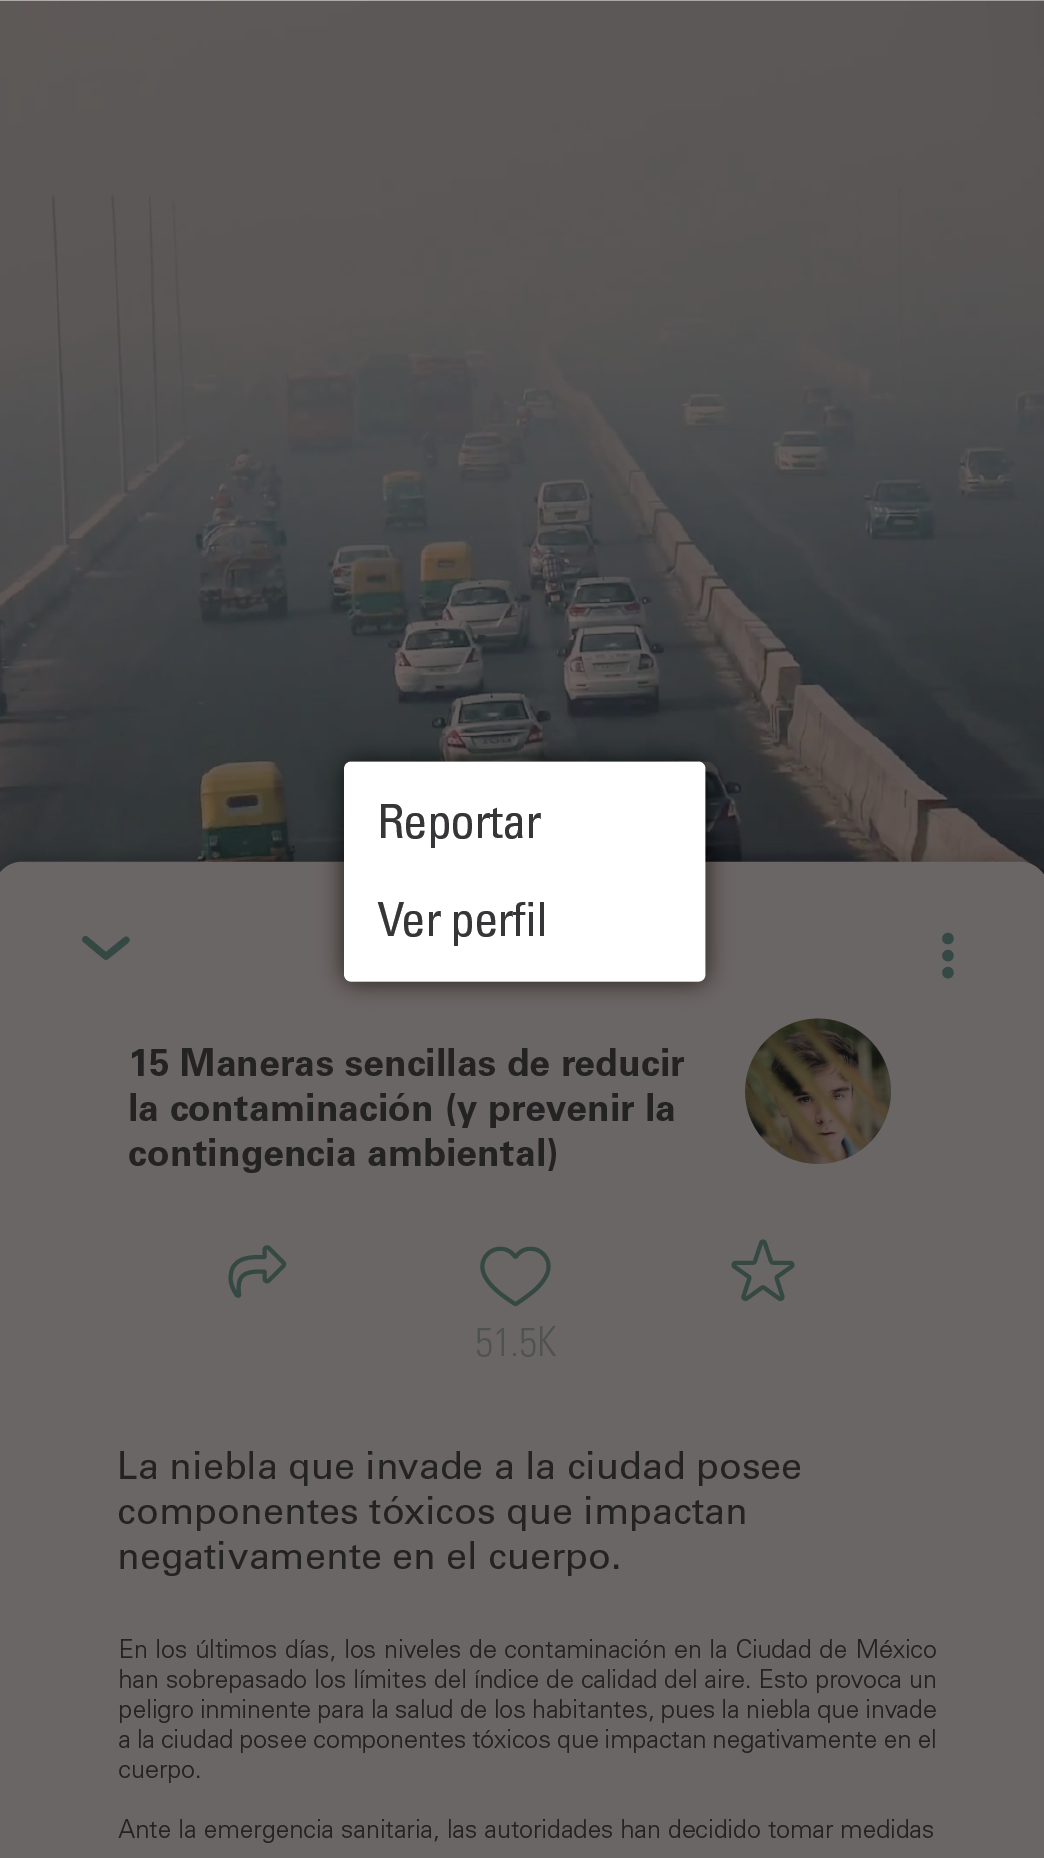 Reportar
Ver perfil
15 Maneras sencillas de reducir
la contaminación (y prevenir la
contingencia ambiental)
51.5K
La niebla que invade a la ciudad posee
componentes tóxicos que impactan
negativamente en el cuerpo.
En los últimos días, los niveles de contaminación en la Ciudad de México
han sobrepasado los límites del índice de calidad del aire. Esto provoca un
peligro inminente para la salud de los habitantes, pues la niebla que invade
a la ciudad posee componentes tóxicos que impactan negativamente en el
cuerpo.
Ante la emergencia sanitaria, las autoridades han decidido tomar medidas